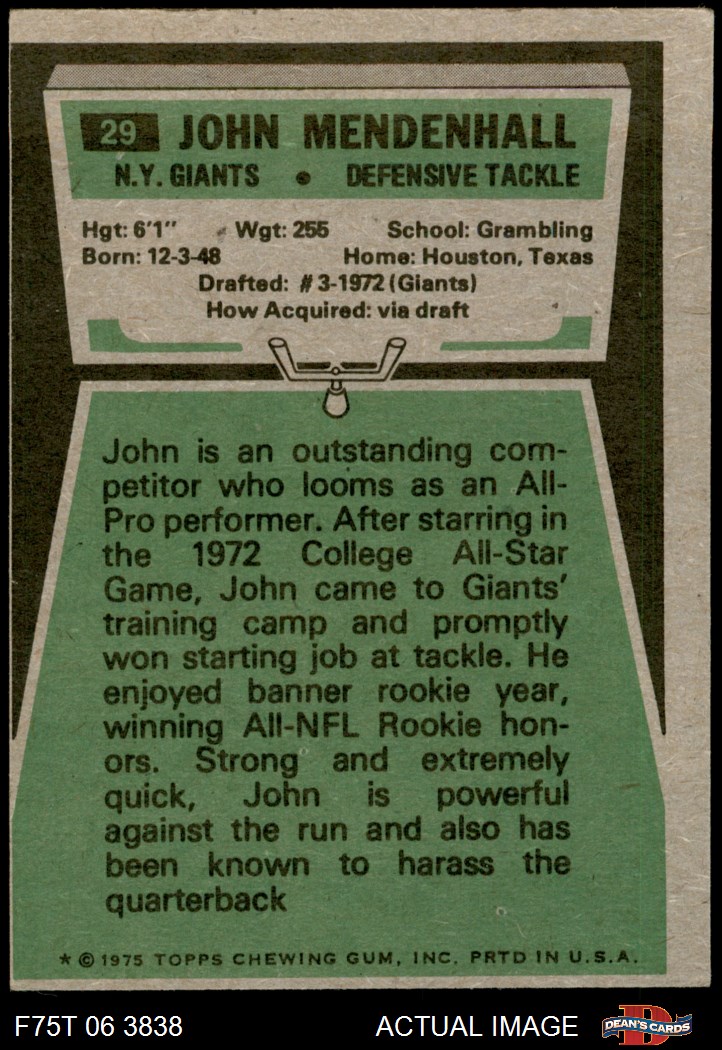 29 JOHN MENDENHALL
N.Y. GIANTS • DEFENSIVE TACKLE
Hgt: 6'1" Wgt: 255 School: Grambling
Born: 12-3-48 Home: Houston, Texas
Drafted: #3-1972 (Giants)
How Acquired: via draft
John is an outstanding com-
petitor who looms as an All-
Pro performer. After starring in
the 1972 College All-Star
Game, John came to Giants'
training camp and promptly
won starting job at tackle. He
enjoyed banner rookie year,
winning All-NFL Rookie hon-
ors. Strong and extremely
quick, John is powerful
against the run and also has
been known to harass the
quarterback
* © 1975 TOPPS CHEWING GUM, INC. PRTD IN U.S.A.
F75T 06 3838 ACTUAL IMAGE D DEAN'S CARDS